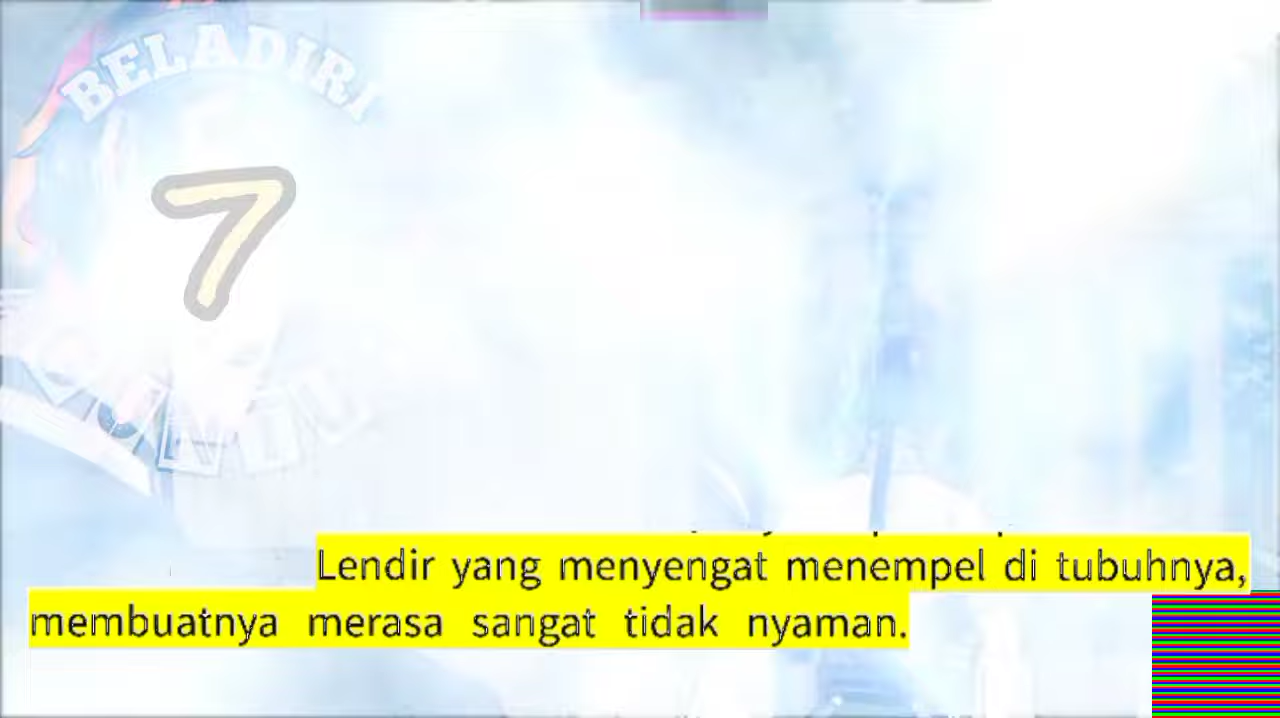 BELADIRI
7
Lendir yang menyengat menempel di tubuhnya,
membuatnya merasa sangat tidak nyaman.